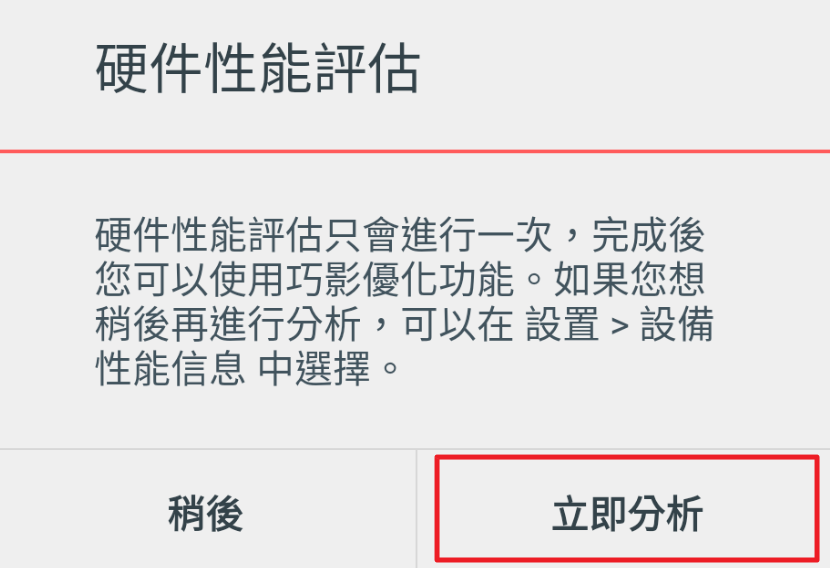 硬件性能評估
硬件性能評估只會進行一次，完成後
您可以使用巧影優化功能。如果您想
稍後再進行分析，可以在 設置 > 設備
性能信息 中選擇。
稍後
立即分析